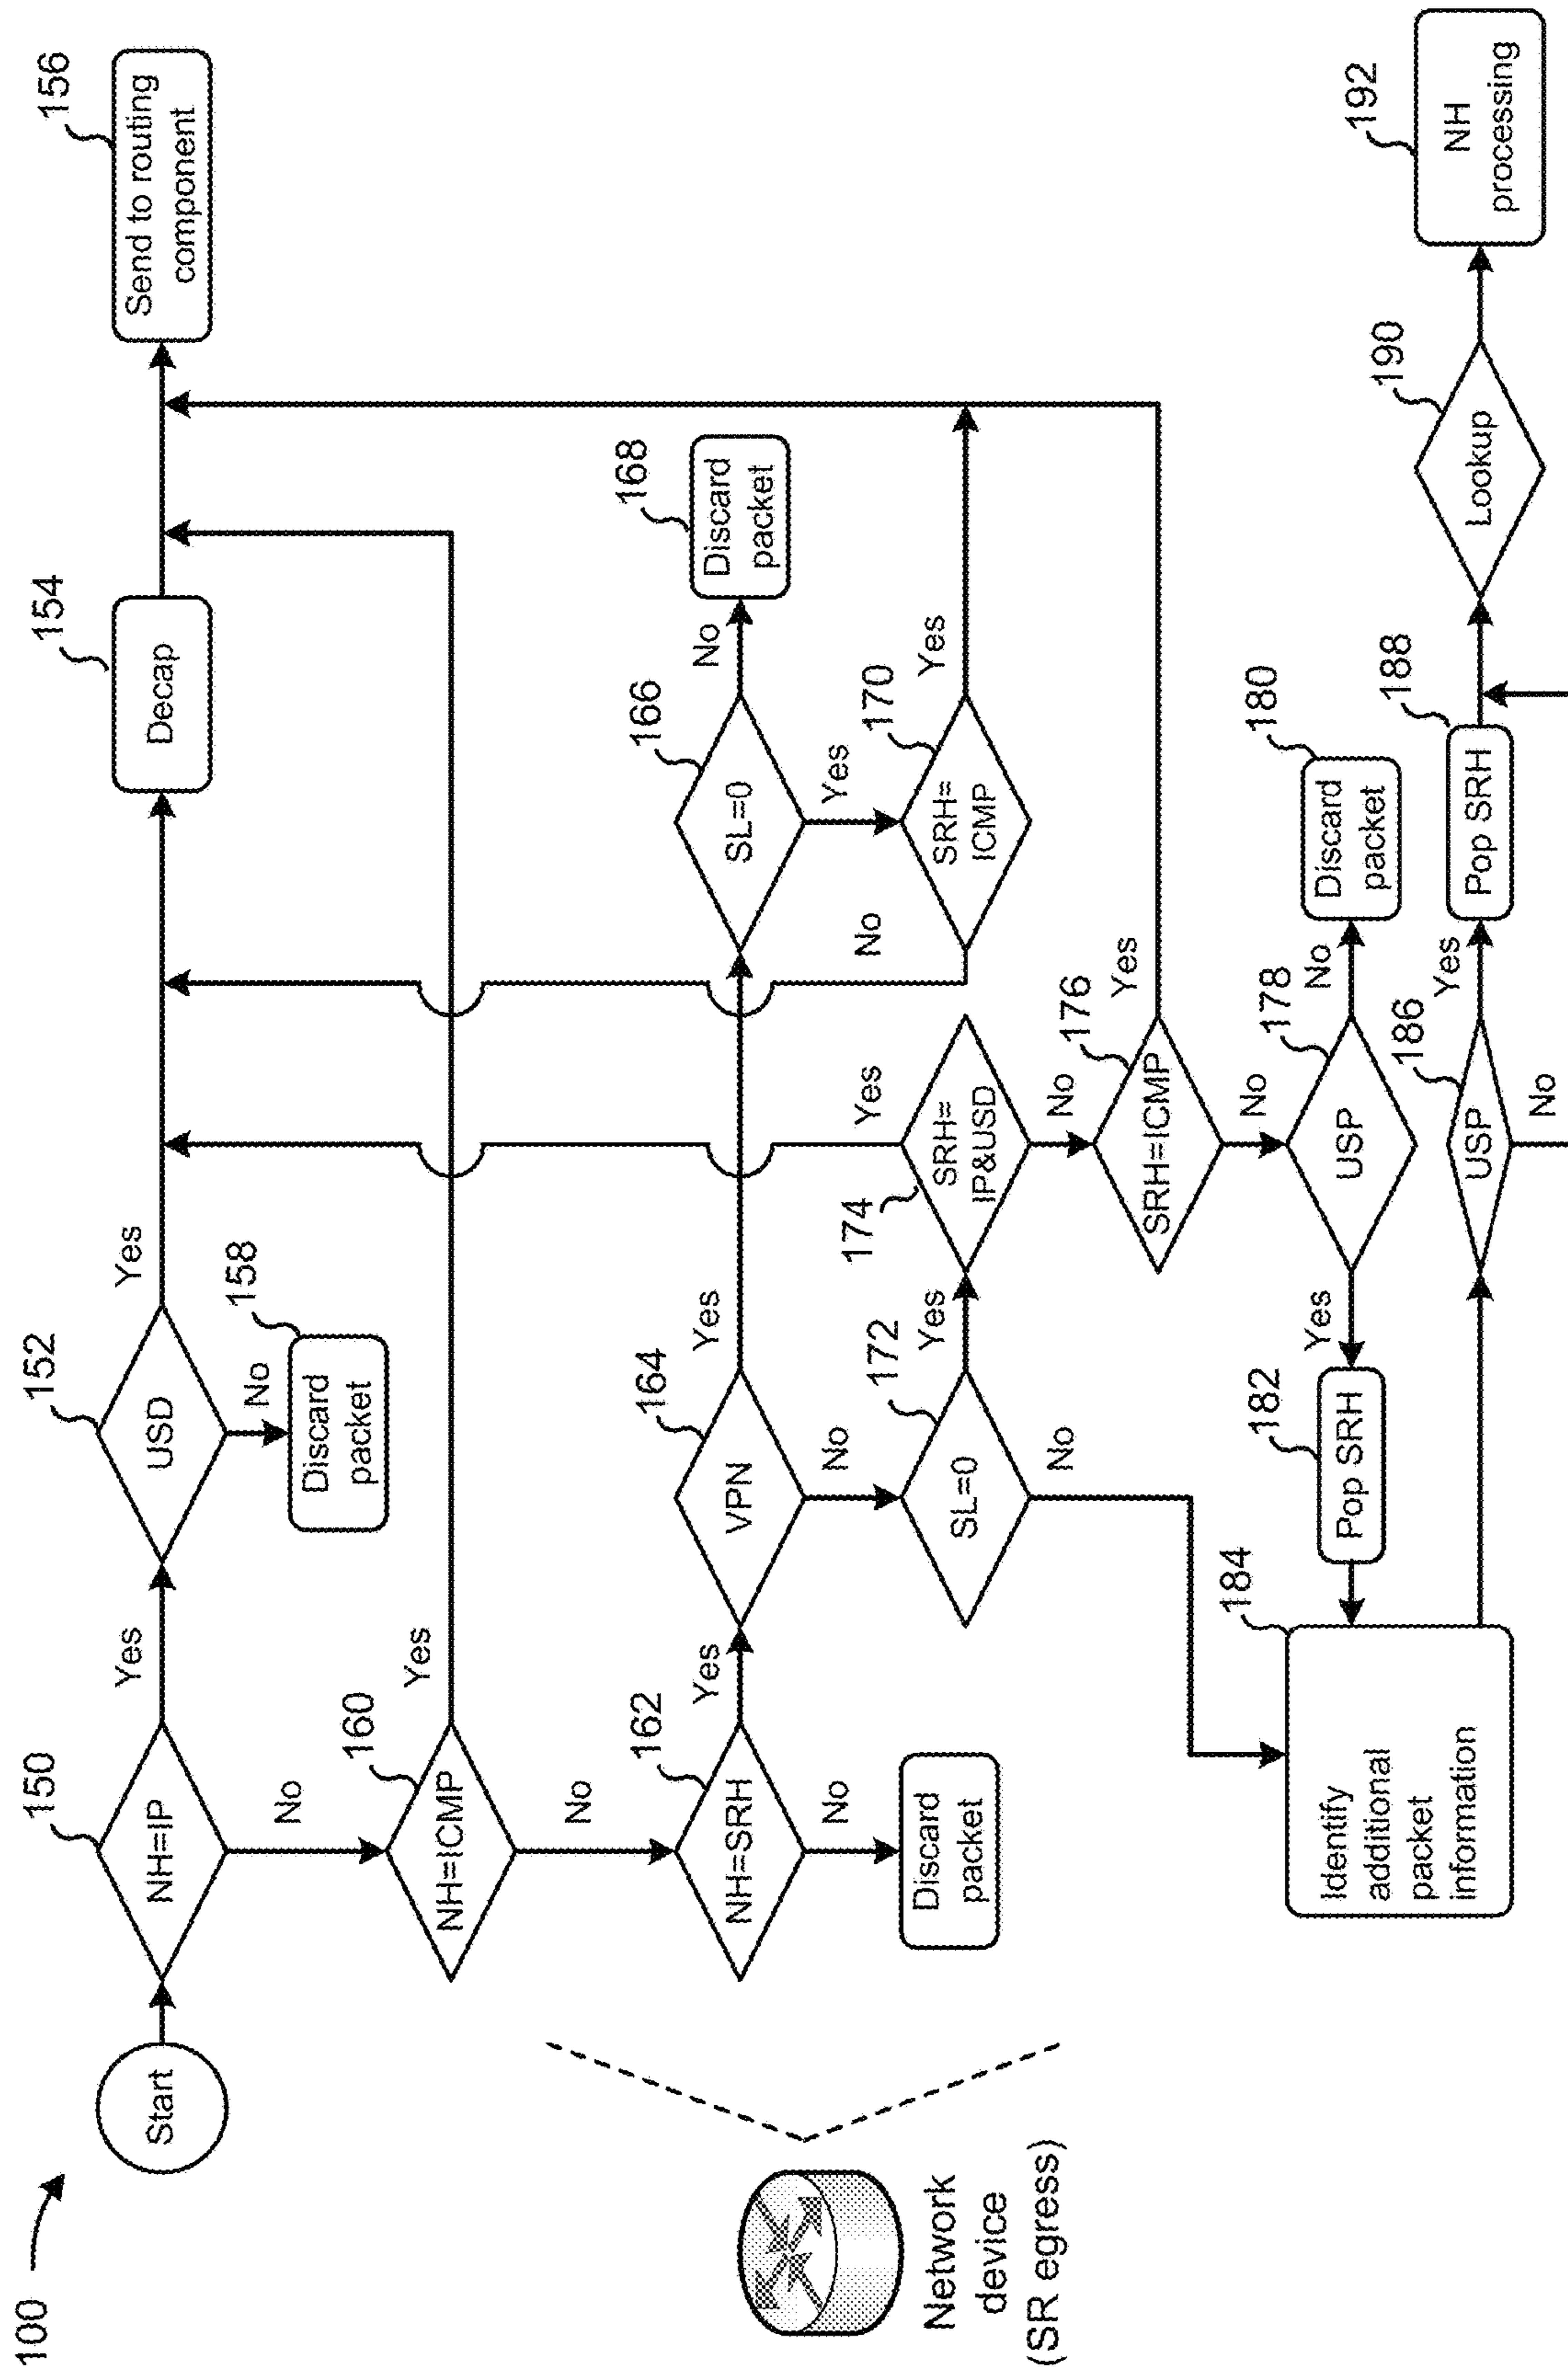 100
Start
150
NH=IP
Yes
No
152
USD
Yes
No
158
Discard
packet
154
Decap
156
Send to routing
component
160
NH=ICMP
Yes
No
162
NH=SRH
Yes
No
Discard
packet
164
VPN
Yes
No
166
SL=0
No
Yes
168
Discard
packet
170
SRH=
ICMP
Yes
No
172
SL=0
Yes
No
174
SRH=
IP&USD
Yes
No
176
SRH=ICMP
Yes
No
178
USP
No
Yes
180
Discard
packet
182
Pop SRH
184
Identify
additional
packet
information
186
USP
Yes
No
188
Pop SRH
190
Lookup
192
NH
processing
Network
device
(SR egress)